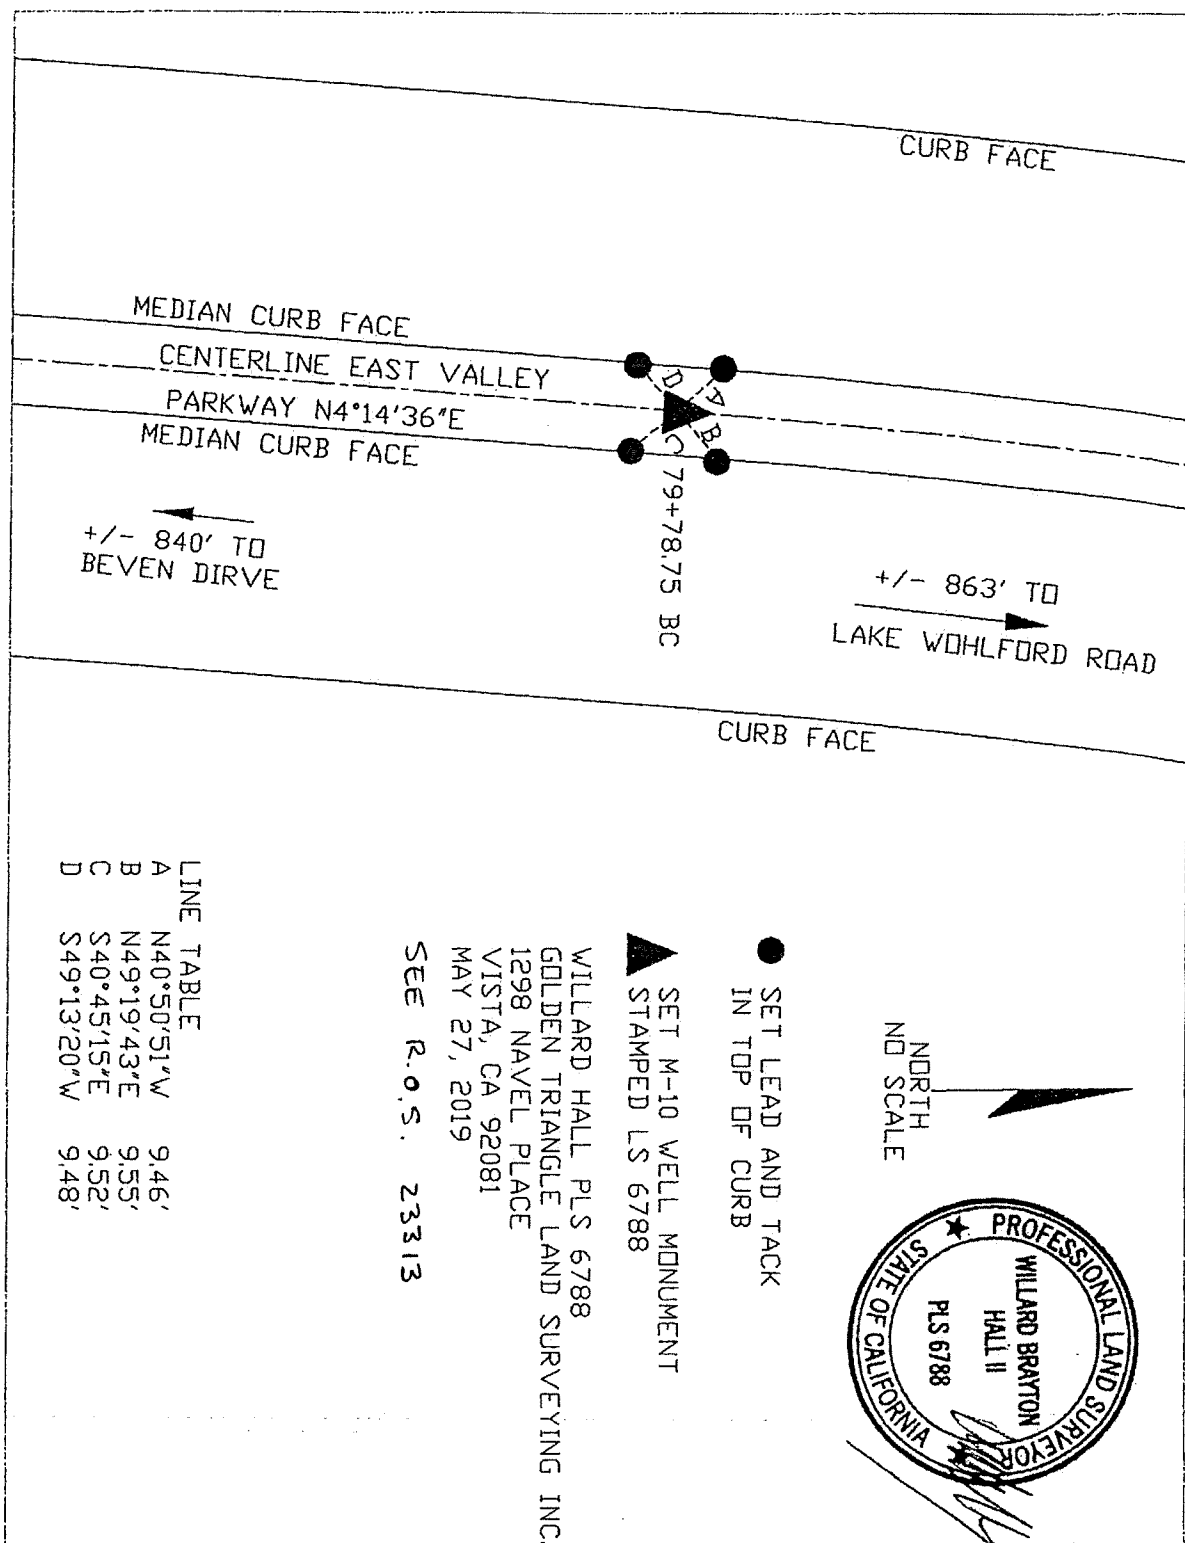 CURB FACE
MEDIAN CURB FACE
CENTERLINE EAST VALLEY
PARKWAY N4°14'36"E
MEDIAN CURB FACE
D
A
B
C
79+78.75 BC
+/- 840' TO
BEVEN DIRVE
+/- 863' TO
LAKE WOHLFORD ROAD
CURB FACE
NORTH
NO SCALE
PROFESSIONAL LAND SURVEYOR
WILLARD BRAYTON
HALL II
PLS 6788
STATE OF CALIFORNIA
SET LEAD AND TACK
IN TOP OF CURB
SET M-10 WELL MONUMENT
STAMPED LS 6788
WILLARD HALL PLS 6788
GOLDEN TRIANGLE LAND SURVEYING INC.
1298 NAVEL PLACE
VISTA, CA 92081
MAY 27, 2019
SEE R.O.S. 23313
LINE TABLE
A N40°50'51"W 9.46'
B N49°19'43"E 9.55'
C S40°45'15"E 9.52'
D S49°13'20"W 9.48'